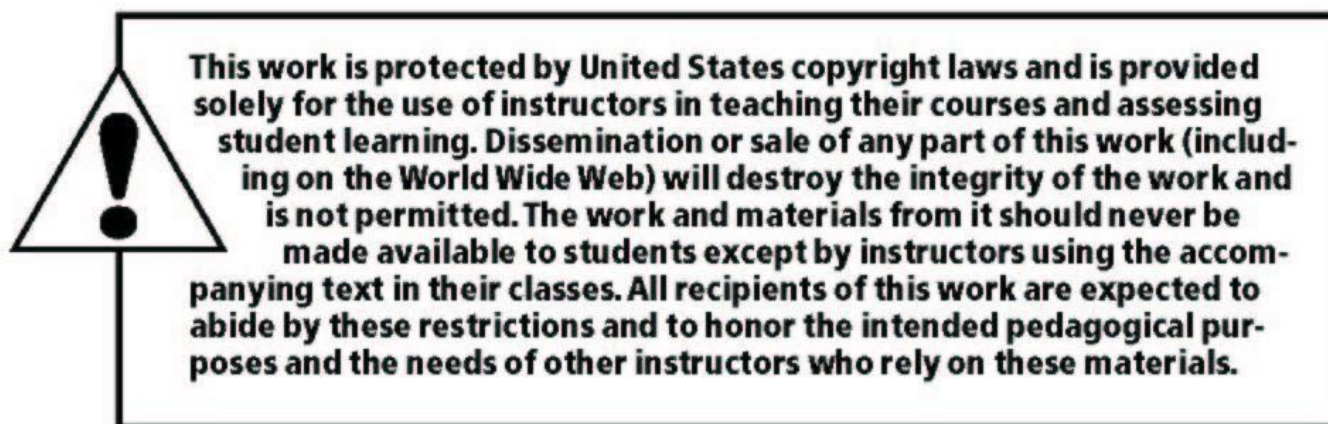 This work is protected by United States copyright laws and is provided
solely for the use of instructors in teaching their courses and assessing
student learning. Dissemination or sale of any part of this work (includ-
ing on the World Wide Web) will destroy the integrity of the work and
is not permitted. The work and materials from it should never be
made available to students except by instructors using the accom-
panying text in their classes. All recipients of this work are expected to
abide by these restrictions and to honor the intended pedagogical pur-
poses and the needs of other instructors who rely on these materials.